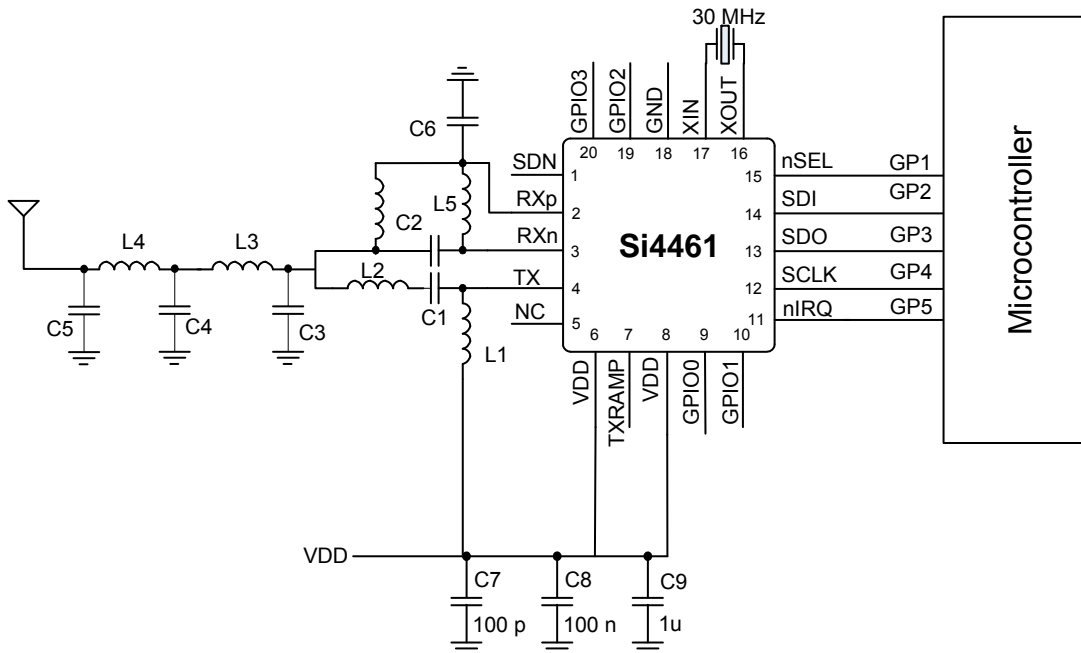 30 MHz
GPIO3
GPIO2
GND
XIN
XOUT
C6
20
19
18
17
16
SDN
1
nSEL
15
GP1
RXp
2
SDI
14
GP2
L5
C2
RXn
3
Si4461
SDO
13
GP3
L4
L3
L2
TX
4
SCLK
12
GP4
C1
NC
5
nIRQ
11
GP5
C5
C4
C3
L1
6
7
8
9
10
VDD
TXRAMP
VDD
GPIO0
GPIO1
Microcontroller
VDD
C7
C8
C9
100 p
100 n
1u